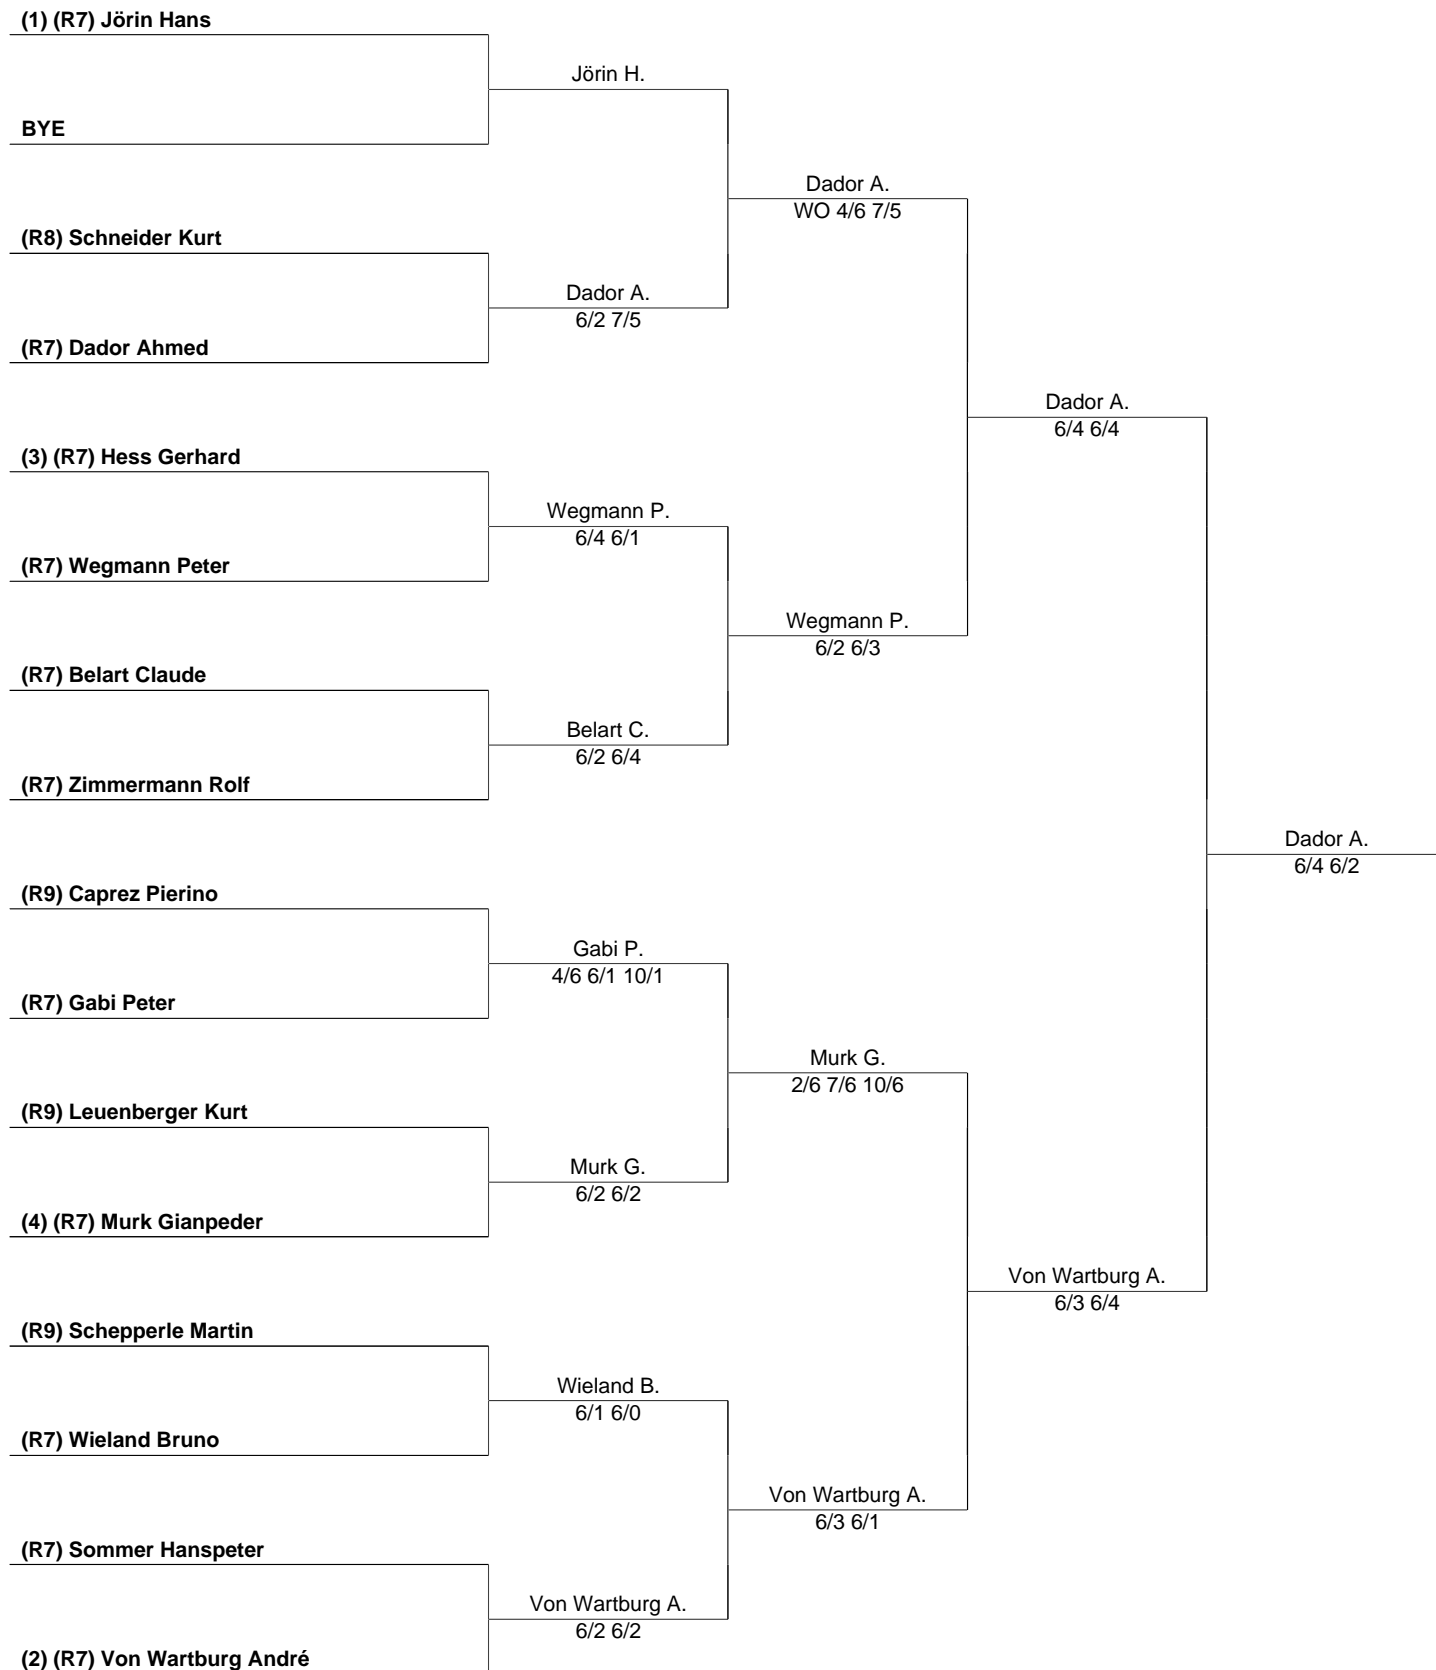 (1) (R7) Jörin Hans
Jörin H.
BYE
Dador A.
WO 4/6 7/5
(R8) Schneider Kurt
Dador A.
6/2 7/5
(R7) Dador Ahmed
Dador A.
6/4 6/4
(3) (R7) Hess Gerhard
Wegmann P.
6/4 6/1
(R7) Wegmann Peter
Wegmann P.
6/2 6/3
(R7) Belart Claude
Belart C.
6/2 6/4
(R7) Zimmermann Rolf
Dador A.
6/4 6/2
(R9) Caprez Pierino
Gabi P.
4/6 6/1 10/1
(R7) Gabi Peter
Murk G.
2/6 7/6 10/6
(R9) Leuenberger Kurt
Murk G.
6/2 6/2
(4) (R7) Murk Gianpeder
Von Wartburg A.
6/3 6/4
(R9) Schepperle Martin
Wieland B.
6/1 6/0
(R7) Wieland Bruno
Von Wartburg A.
6/3 6/1
(R7) Sommer Hanspeter
Von Wartburg A.
6/2 6/2
(2) (R7) Von Wartburg André